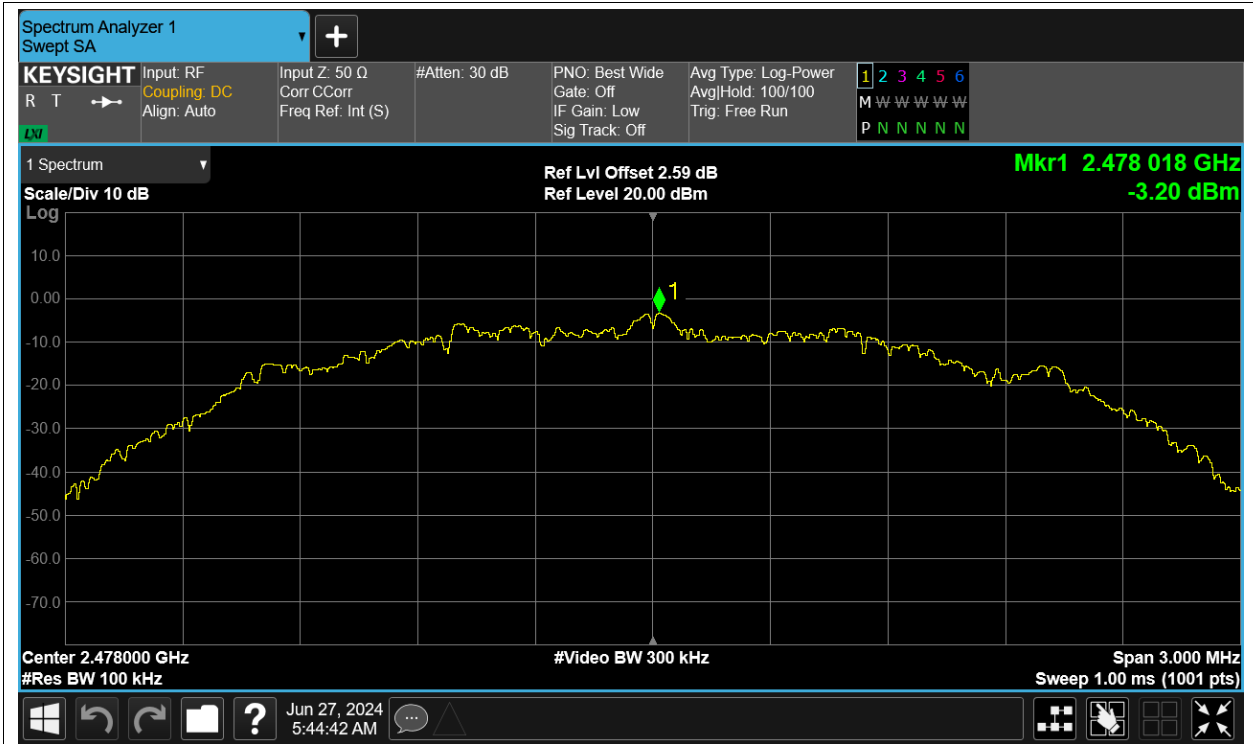 Spectrum Analyzer 1
Swept SA
KEYSIGHT
R T
LXI
Input: RF
Coupling: DC
Align: Auto
Input Z: 50 Ω
Corr CCorr
Freq Ref: Int (S)
#Atten: 30 dB
PNO: Best Wide
Gate: Off
IF Gain: Low
Sig Track: Off
Avg Type: Log-Power
Avg|Hold: 100/100
Trig: Free Run
1 2 3 4 5 6
M W W W W W
P N N N N N
1 Spectrum
Scale/Div 10 dB
Log
Ref Lvl Offset 2.59 dB
Ref Level 20.00 dBm
Mkr1 2.478 018 GHz
-3.20 dBm
10.0
0.00
1
-10.0
-20.0
-30.0
-40.0
-50.0
-60.0
-70.0
Center 2.478000 GHz
#Video BW 300 kHz
Span 3.000 MHz
#Res BW 100 kHz
Sweep 1.00 ms (1001 pts)
?
Jun 27, 2024
5:44:42 AM